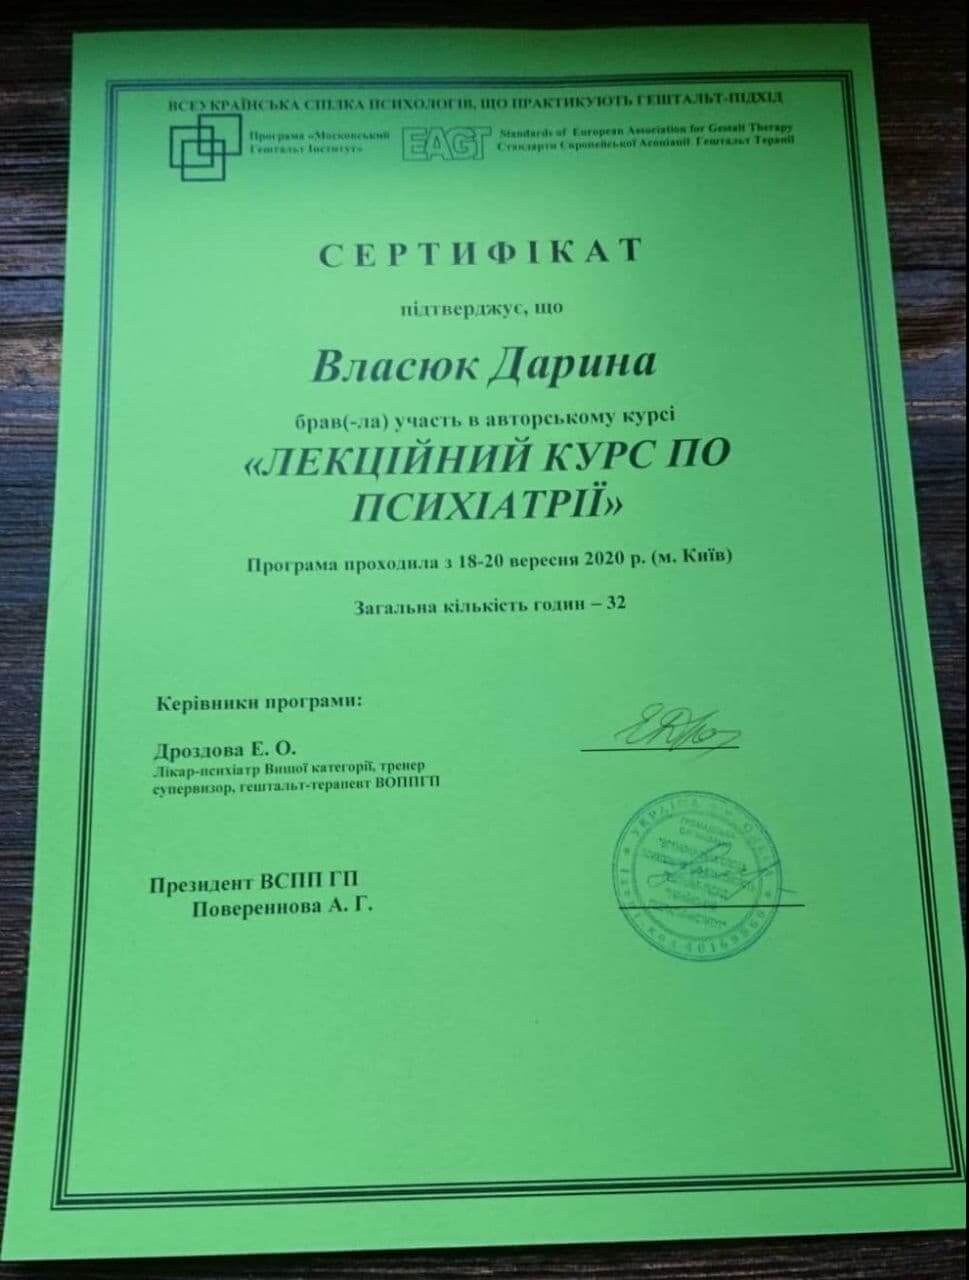 ВСЕУКРАЇНСЬКА СПІЛКА ПСИХОЛОГІВ, ЩО ПРАКТИКУЮТЬ ГЕШТАЛЬТ-ПІДХІД
Програма «Московський
Гештальт Інститут»
EAGT
Standards of European Association for Gestalt Therapy
Стандарти Європейської Асоціації Гештальт Терапії
СЕРТИФІКАТ
підтверджує, що
Власюк Дарина
брав(-ла) участь в авторському курсі
«ЛЕКЦІЙНИЙ КУРС ПО
ПСИХІАТРІЇ»
Програма проходила з 18-20 вересня 2020 р. (м. Київ)
Загальна кількість годин – 32
Керівники програми:
Дроздова Е. О.
Лікар-психіатр Вищої категорії, тренер
супервизор, гештальт-терапевт ВОППГП
Президент ВСПП ГП
Повереннова А. Г.
УКРАЇНА